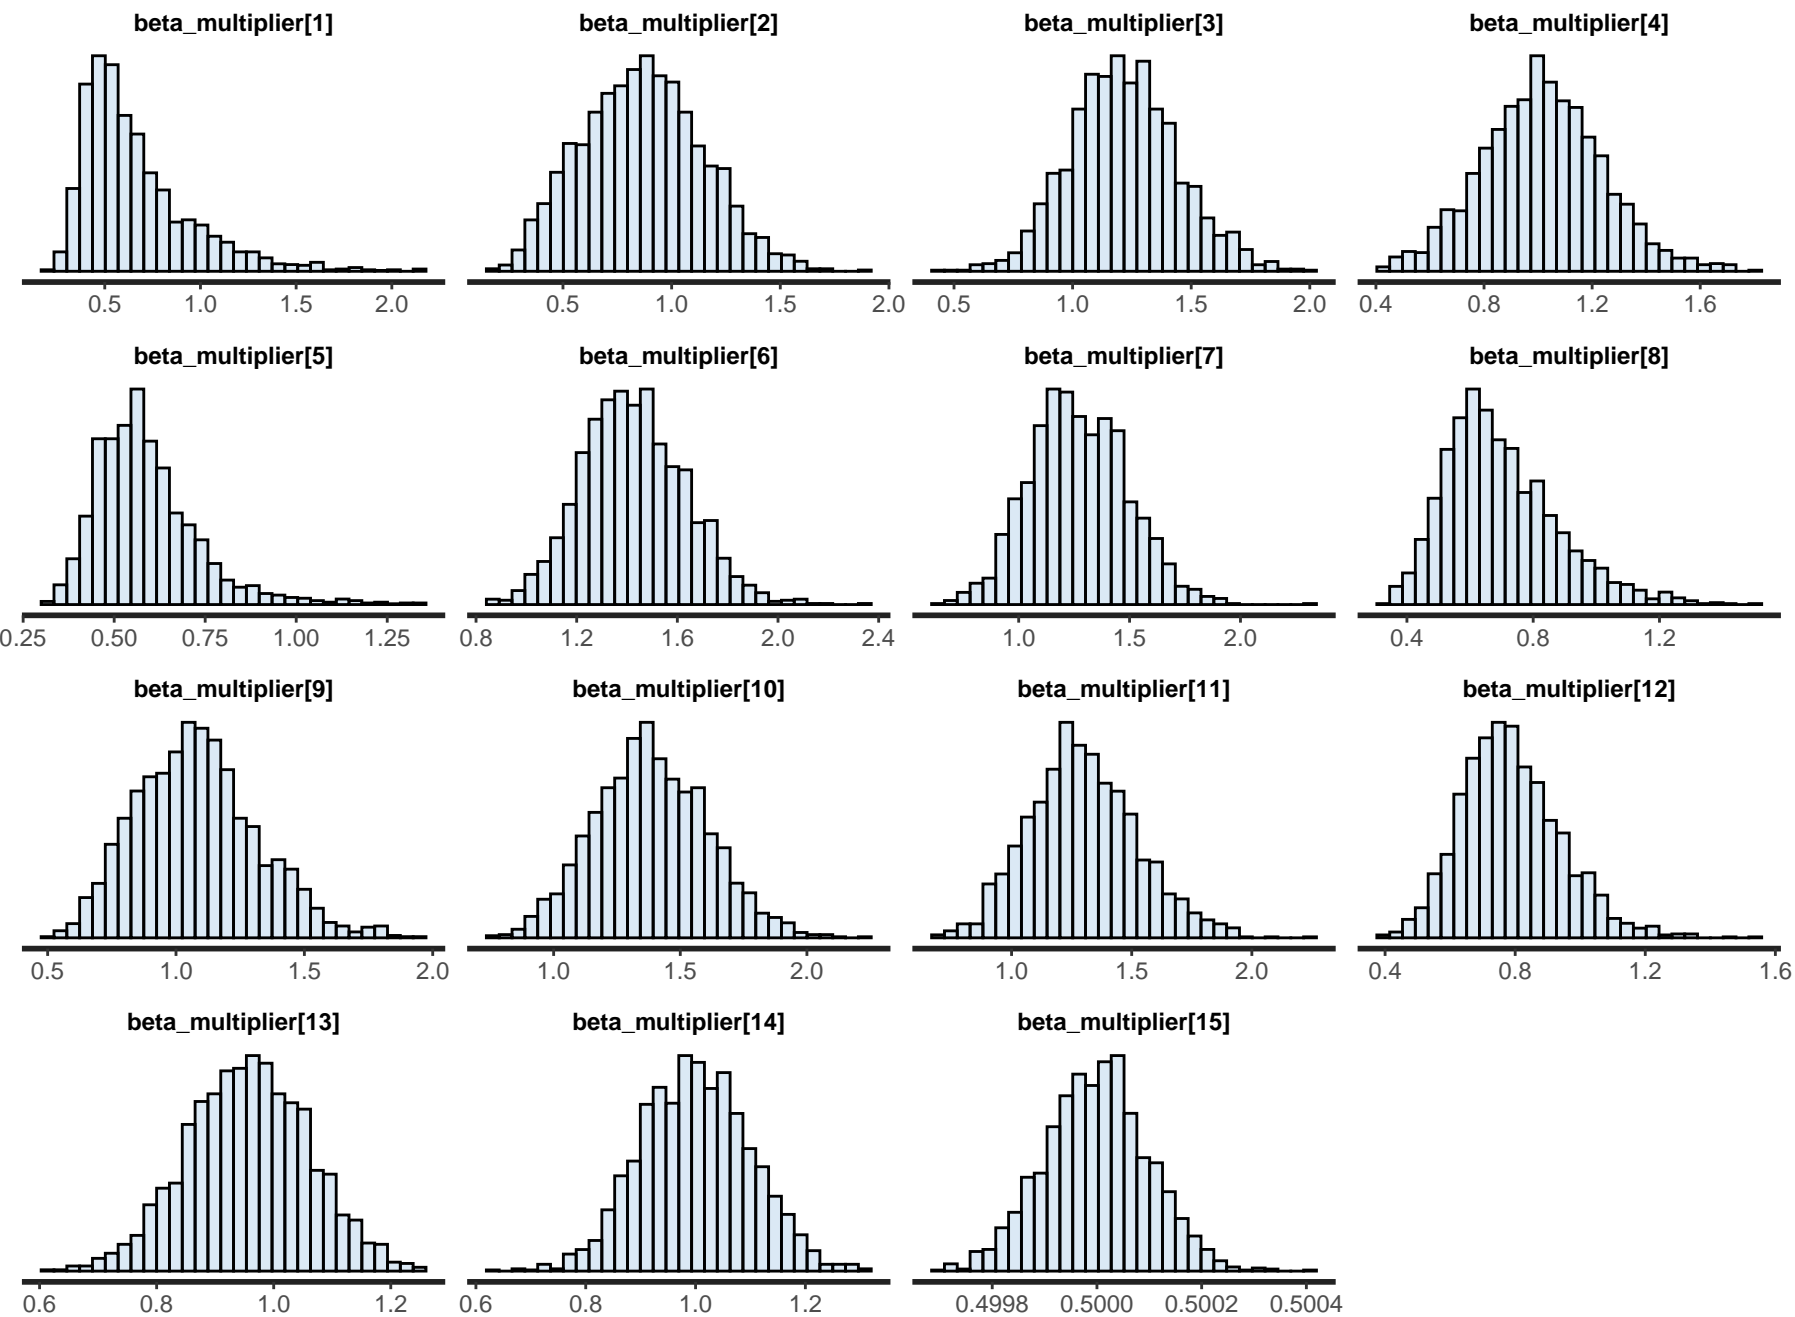 beta_multiplier[1] beta_multiplier[2] beta_multiplier[3] beta_multiplier[4]
0.5 1.0 1.5 2.0 0.5 1.0 1.5 2.0 0.5 1.0 1.5 2.0 0.4 0.8 1.2 1.6
beta_multiplier[5] beta_multiplier[6] beta_multiplier[7] beta_multiplier[8]
0.25 0.50 0.75 1.00 1.25 0.8 1.2 1.6 2.0 2.4 1.0 1.5 2.0 0.4 0.8 1.2
beta_multiplier[9] beta_multiplier[10] beta_multiplier[11] beta_multiplier[12]
0.5 1.0 1.5 2.0 1.0 1.5 2.0 1.0 1.5 2.0 0.4 0.8 1.2 1.6
beta_multiplier[13] beta_multiplier[14] beta_multiplier[15]
0.6 0.8 1.0 1.2 0.6 0.8 1.0 1.2 0.4998 0.5000 0.5002 0.5004